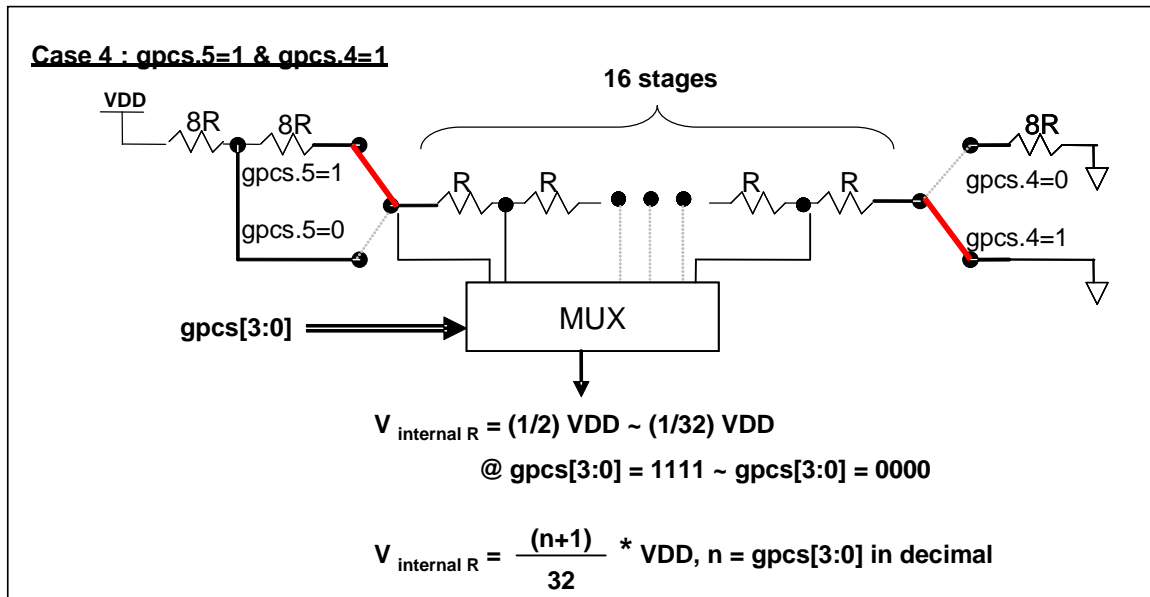 Case 4 : gpcs.5=1 & gpcs.4=1
16 stages
VDD
8R
8R
8R
gpcs.5=1
R
R
R
R
gpcs.4=0
gpcs.5=0
gpcs.4=1
gpcs[3:0]
MUX
V internal R = (1/2) VDD ~ (1/32) VDD
@ gpcs[3:0] = 1111 ~ gpcs[3:0] = 0000
V internal R = (n+1) / 32 * VDD, n = gpcs[3:0] in decimal